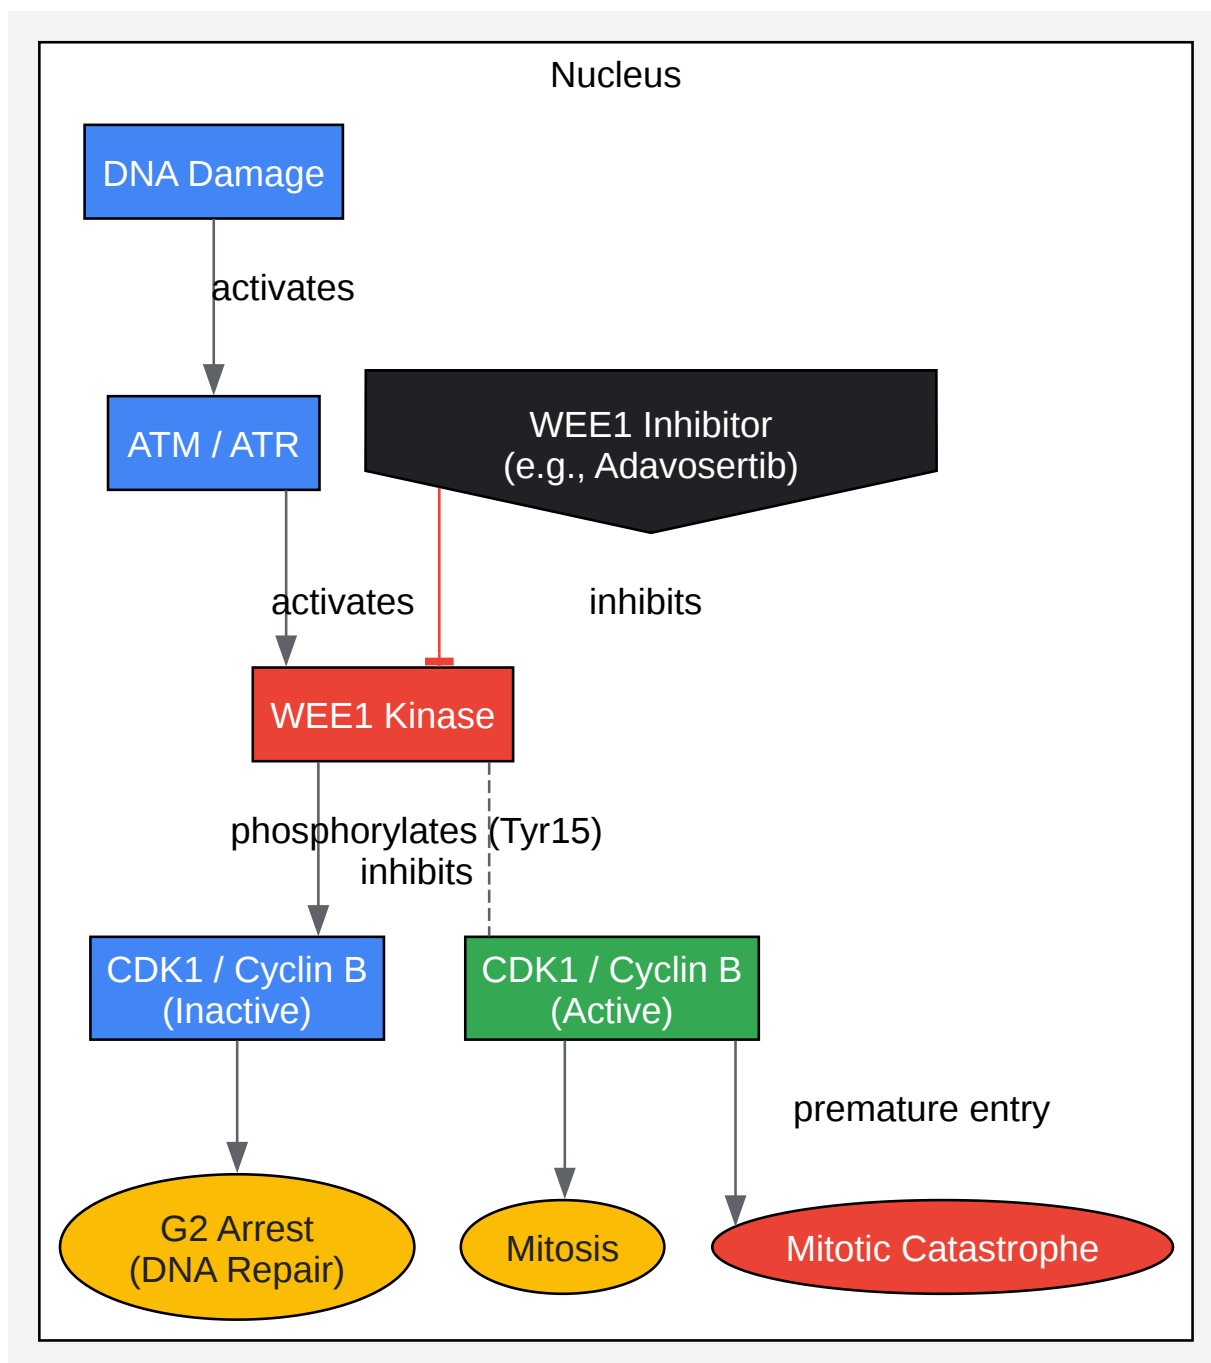 Nucleus
DNA Damage
activates
ATM / ATR
WEE1 Inhibitor
(e.g., Adavosertib)
activates
inhibits
WEE1 Kinase
phosphorylates (Tyr15)
inhibits
CDK1 / Cyclin B
(Inactive)
CDK1 / Cyclin B
(Active)
premature entry
G2 Arrest
(DNA Repair)
Mitosis
Mitotic Catastrophe